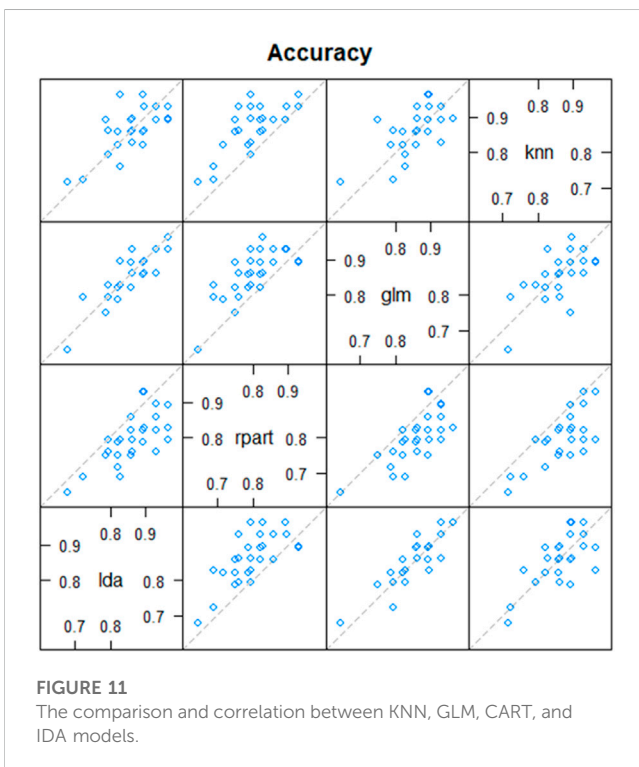 Accuracy
0.8 0.9
0.9
0.8 knn 0.8
0.7
0.7 0.8
0.8 0.9
0.9
0.8 glm 0.8
0.7
0.7 0.8
0.8 0.9
0.9
0.8 rpart 0.8
0.7
0.7 0.8
0.8 0.9
0.9
0.8 lda 0.8
0.7
0.7 0.8
FIGURE 11
The comparison and correlation between KNN, GLM, CART, and
IDA models.